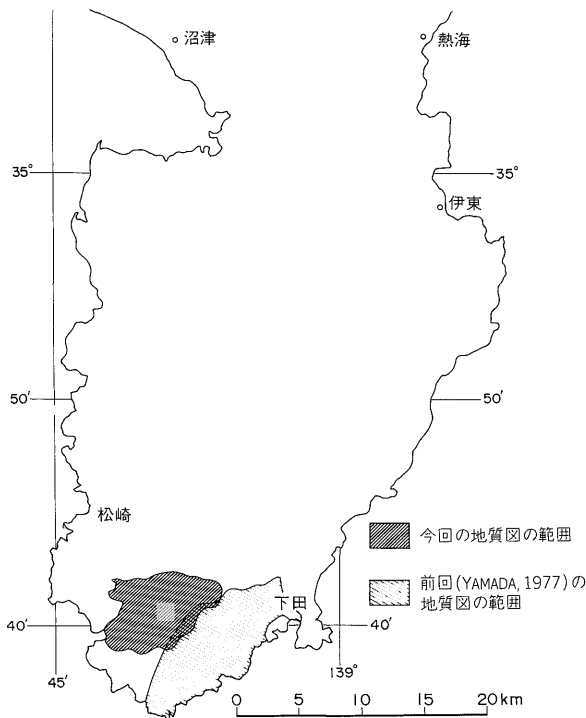 沼津
熱海
35°
35°
伊東
50′
50′
松崎
今回の地質図の範囲
前回(YAMADA, 1977)の
地質図の範囲
下田
40′
40′
45′
139°
0 5 10 15 20km